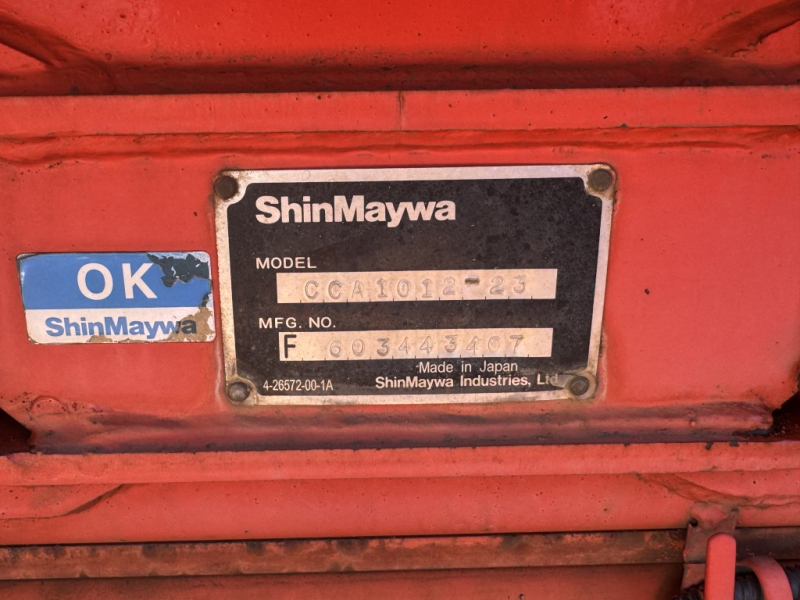 ShinMaywa
MODEL
CCA1012-23
MFG. NO.
F 603443407
Made in Japan
4-26572-00-1A
ShinMaywa Industries, Ltd
OK
ShinMaywa